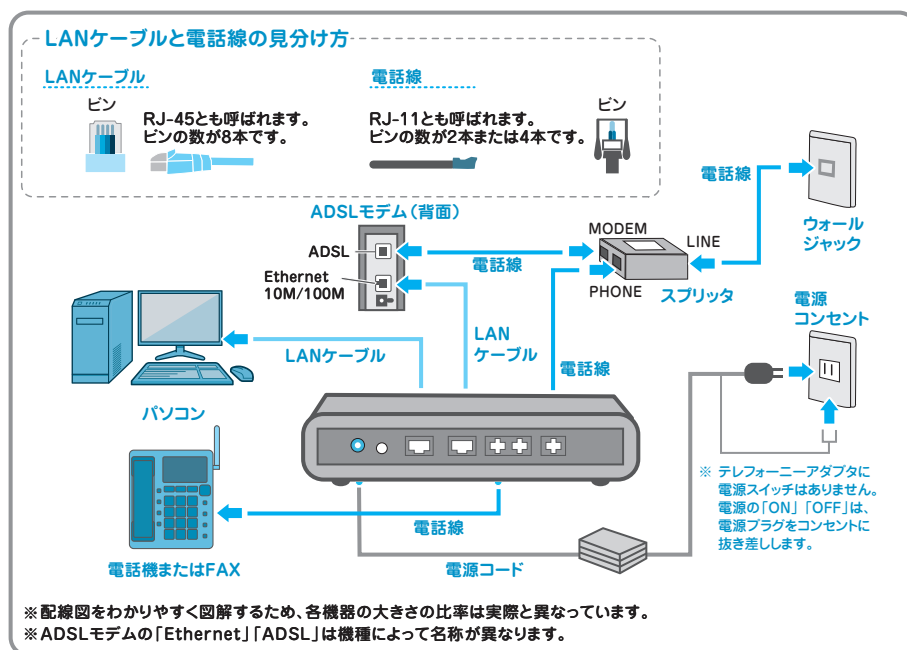 LANケーブルと電話線の見分け方
LANケーブル
ピン
RJ-45とも呼ばれます。
ピンの数が8本です。
電話線
RJ-11とも呼ばれます。
ピンの数が2本または4本です。
ピン
電話線
ウォール
ジャック
ADSLモデム(背面)
ADSL
Ethernet
10M/100M
電話線
MODEM
LINE
PHONE
スプリッタ
電源
コンセント
LANケーブル
LAN
ケーブル
電話線
パソコン
※ テレフォーニーアダプタに
電源スイッチはありません。
電源の「ON」「OFF」は、
電源プラグをコンセントに
抜き差しします。
電話線
電話機またはFAX
電源コード
※配線図をわかりやすく図解するため、各機器の大きさの比率は実際と異なっています。
※ADSLモデムの「Ethernet」「ADSL」は機種によって名称が異なります。